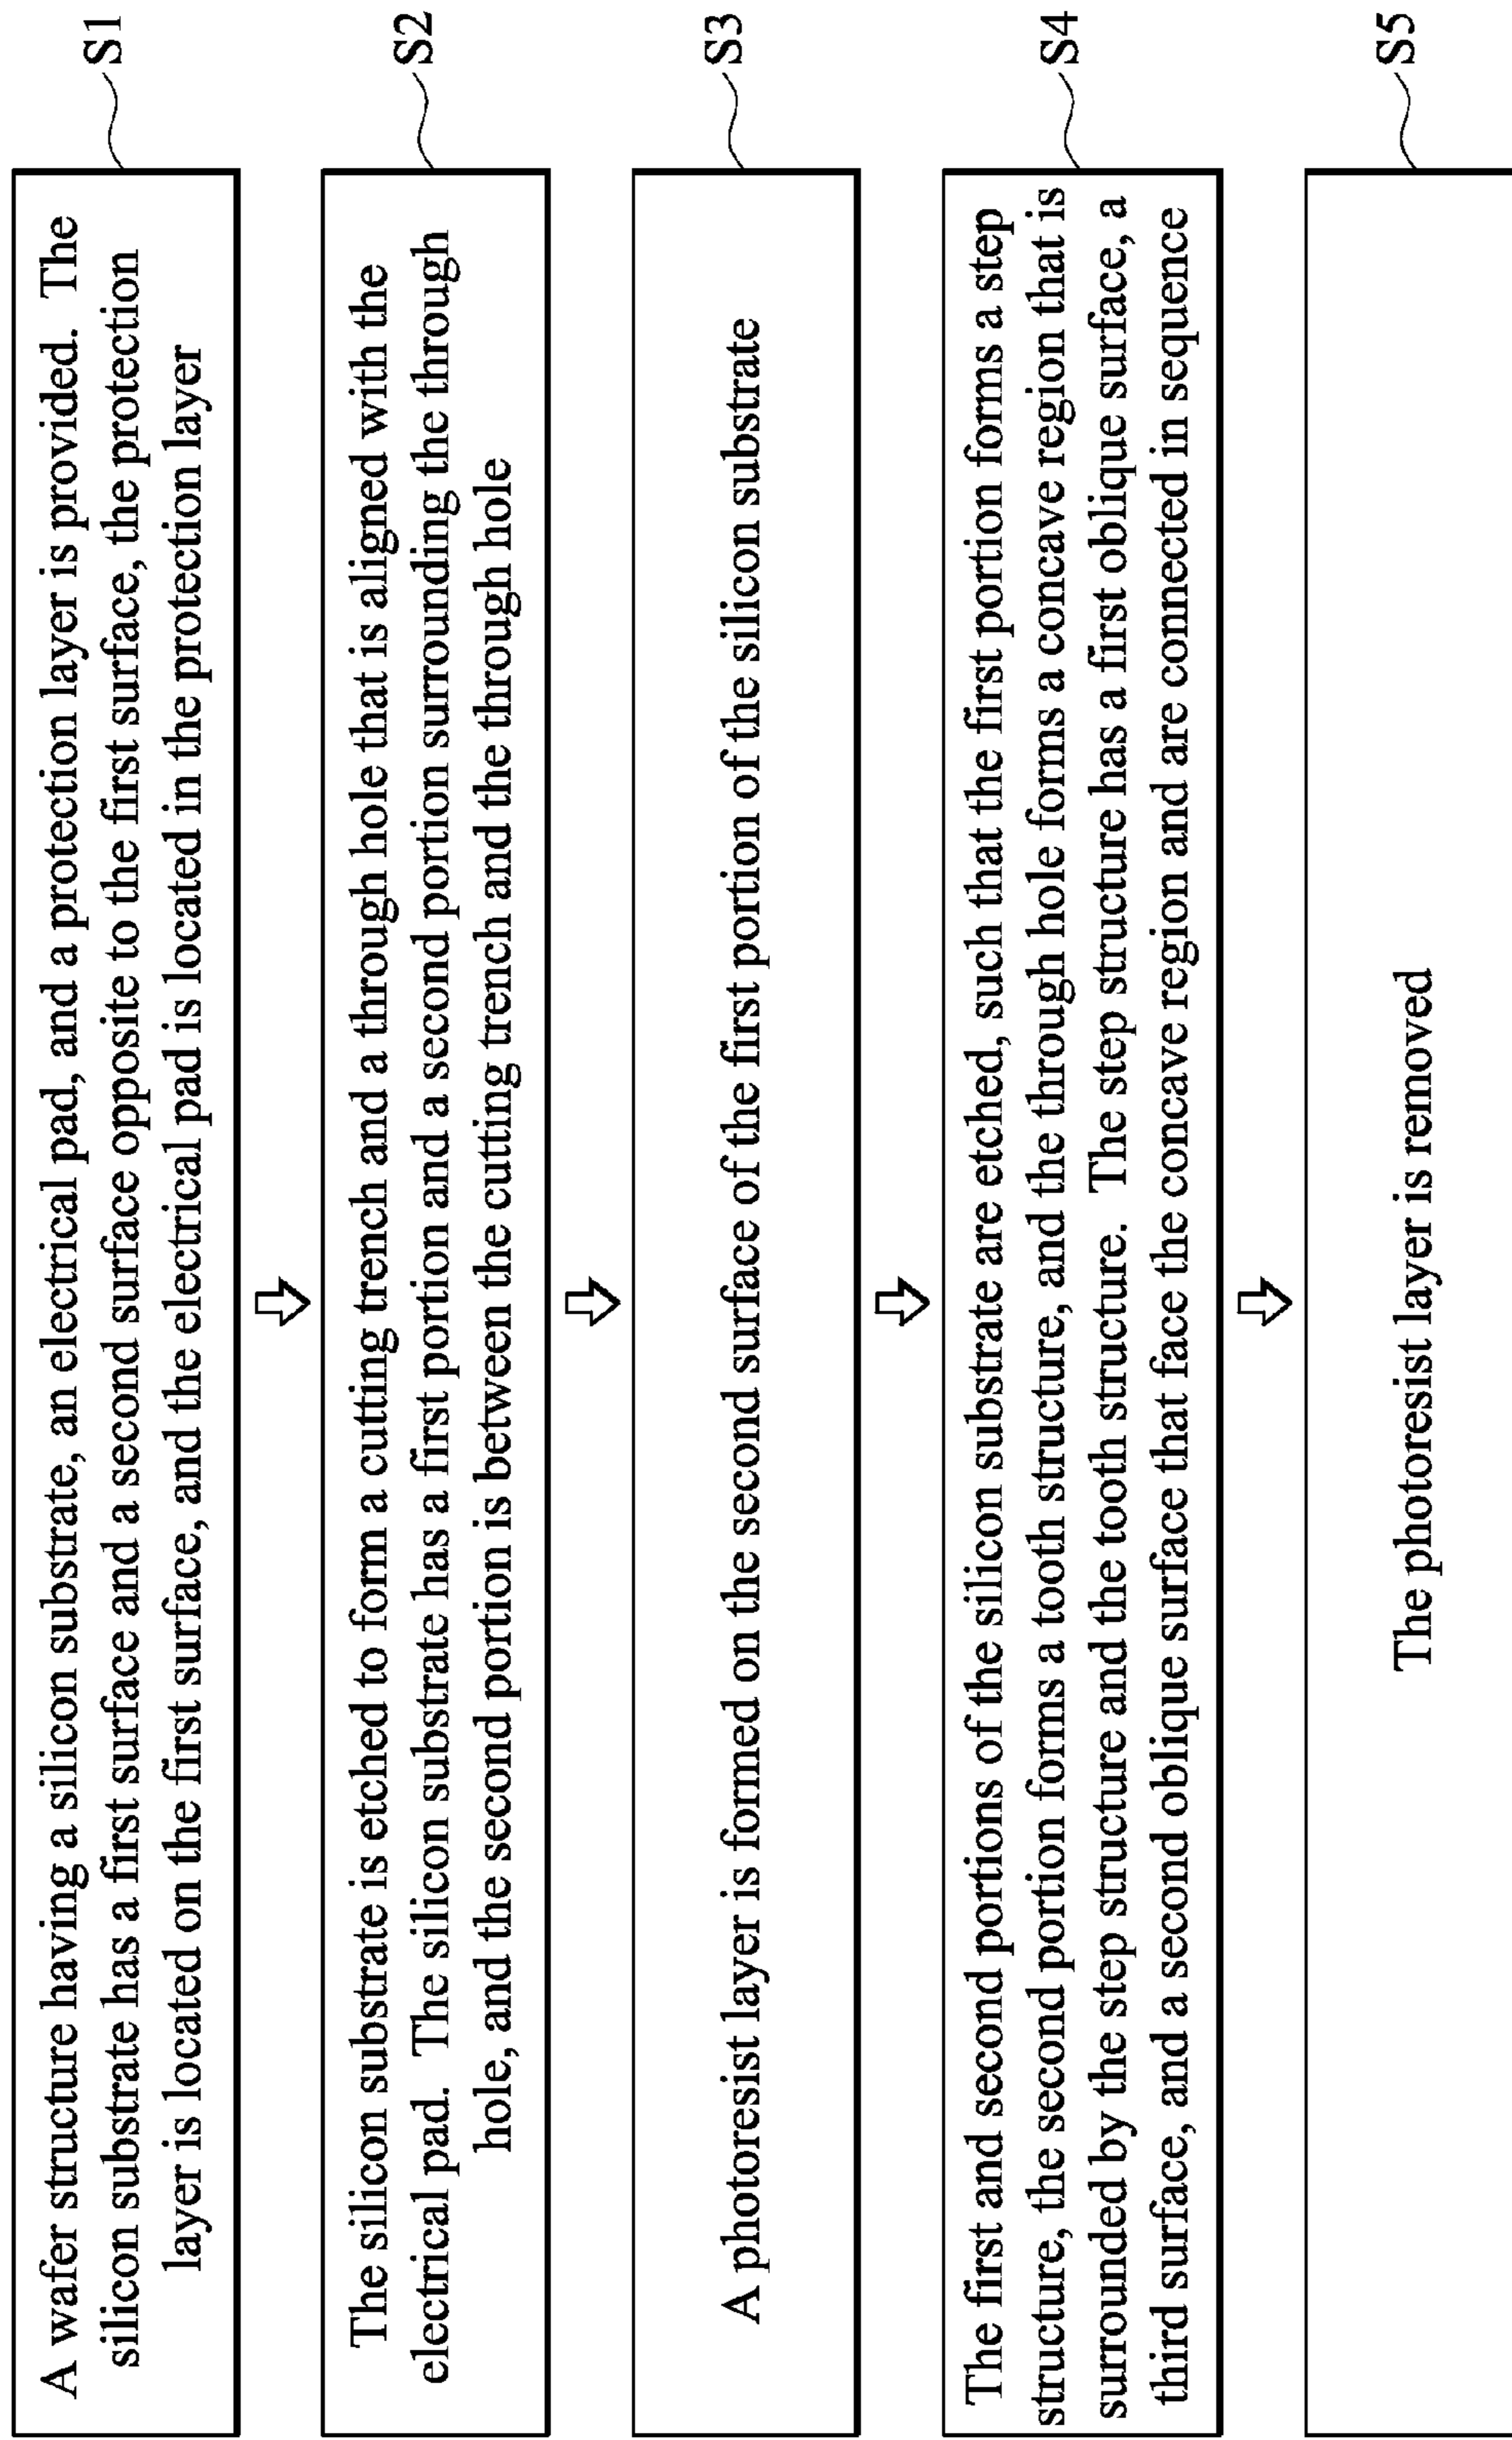 A wafer structure having a silicon substrate, an electrical pad, and a protection layer is provided. The
silicon substrate has a first surface and a second surface opposite to the first surface, the protection
layer is located on the first surface, and the electrical pad is located in the protection layer
S1
The silicon substrate is etched to form a cutting trench and a through hole that is aligned with the
electrical pad. The silicon substrate has a first portion and a second portion surrounding the through
hole, and the second portion is between the cutting trench and the through hole
S2
A photoresist layer is formed on the second surface of the first portion of the silicon substrate
S3
The first and second portions of the silicon substrate are etched, such that the first portion forms a step
structure, the second portion forms a tooth structure, and the through hole forms a concave region that is
surrounded by the step structure and the tooth structure. The step structure has a first oblique surface, a
third surface, and a second oblique surface that face the concave region and are connected in sequence
S4
The photoresist layer is removed
S5